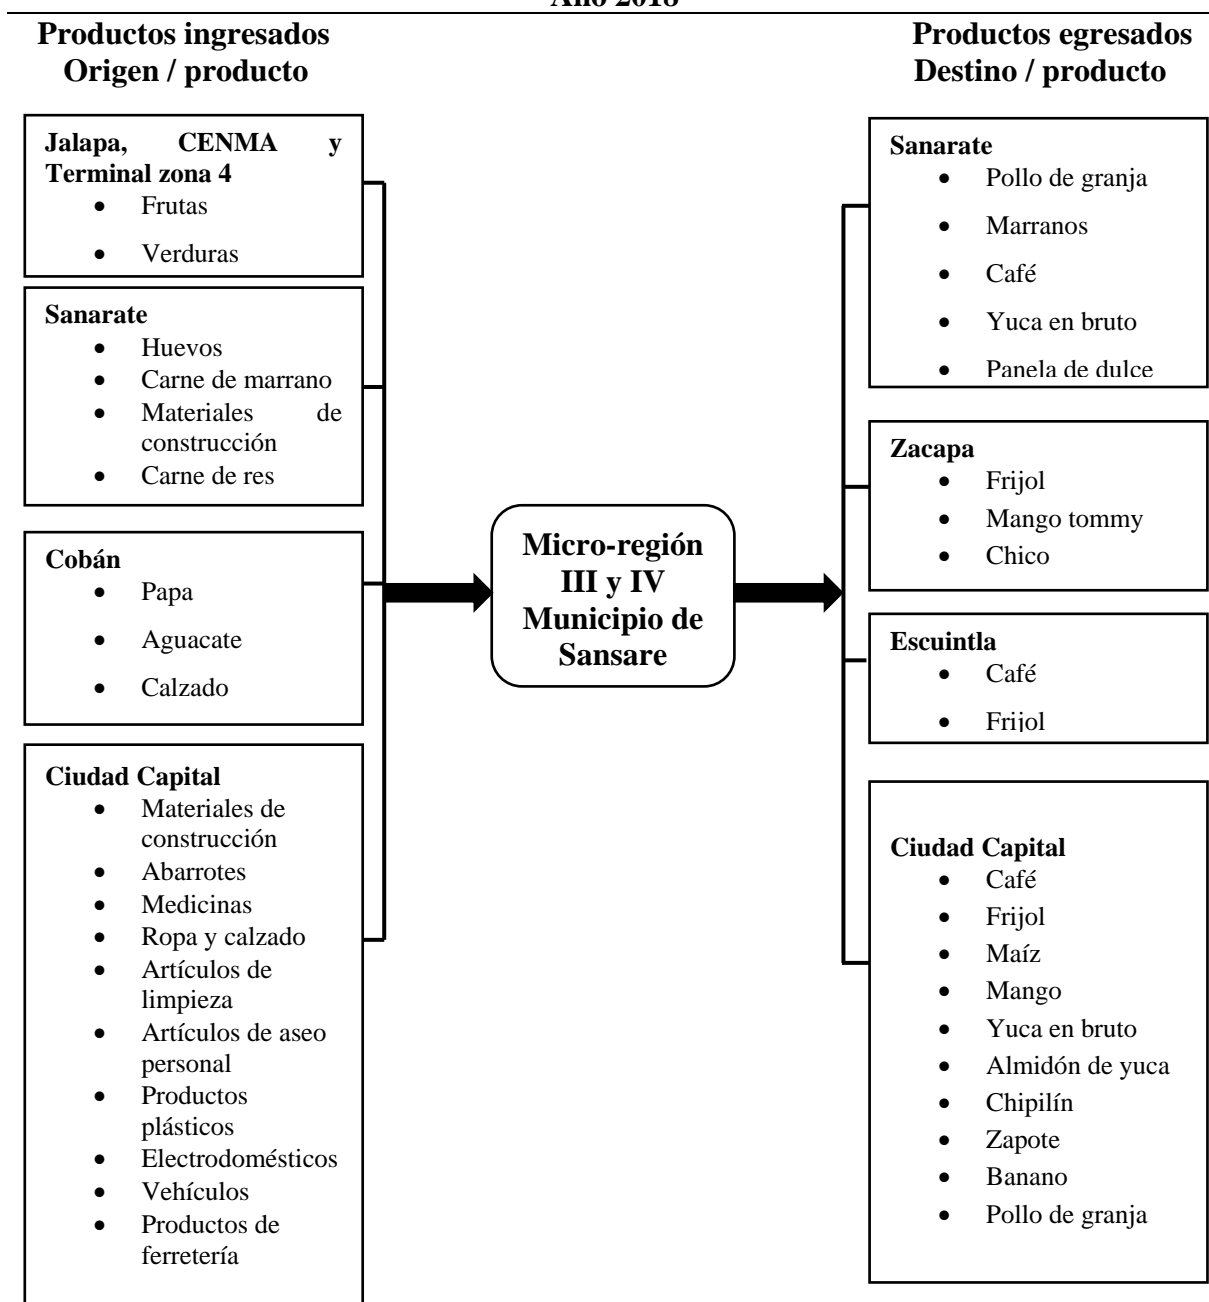 Año 2018
Productos ingresados
Origen / producto
Jalapa, CENMA y
Terminal zona 4
• Frutas
• Verduras
Sanarate
• Huevos
• Carne de marrano
• Materiales de
construcción
• Carne de res
Cobán
• Papa
• Aguacate
• Calzado
Ciudad Capital
• Materiales de
construcción
• Abarrotes
• Medicinas
• Ropa y calzado
• Artículos de
limpieza
• Artículos de aseo
personal
• Productos
plásticos
• Electrodomésticos
• Vehículos
• Productos de
ferretería
Micro-región
III y IV
Municipio de
Sansare
Productos egresados
Destino / producto
Sanarate
• Pollo de granja
• Marranos
• Café
• Yuca en bruto
• Panela de dulce
Zacapa
• Frijol
• Mango tommy
• Chico
Escuintla
• Café
• Frijol
Ciudad Capital
• Café
• Frijol
• Maíz
• Mango
• Yuca en bruto
• Almidón de yuca
• Chipilín
• Zapote
• Banano
• Pollo de granja